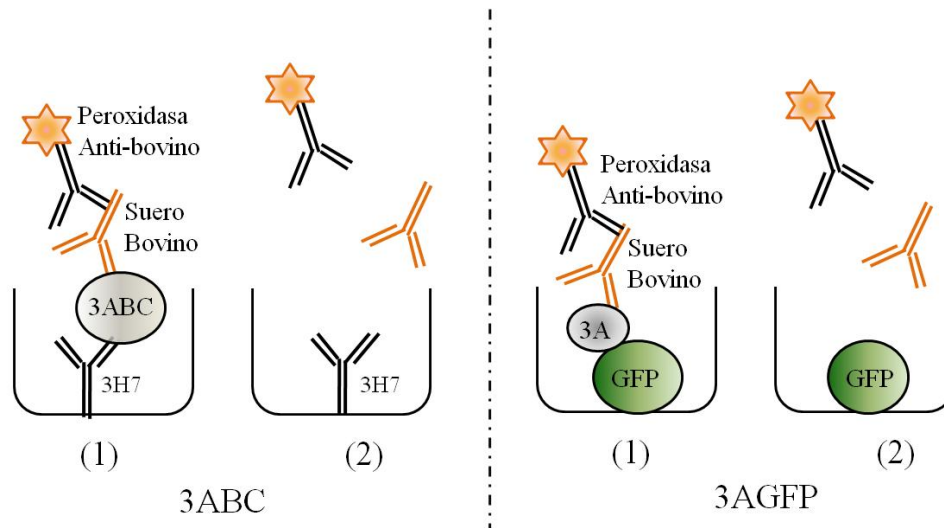 Peroxidasa
Anti-bovino
Suero
Bovino
3ABC
3H7
3H7
(1)
(2)
3ABC
Peroxidasa
Anti-bovino
Suero
Bovino
3A
GFP
GFP
(1)
(2)
3AGFP